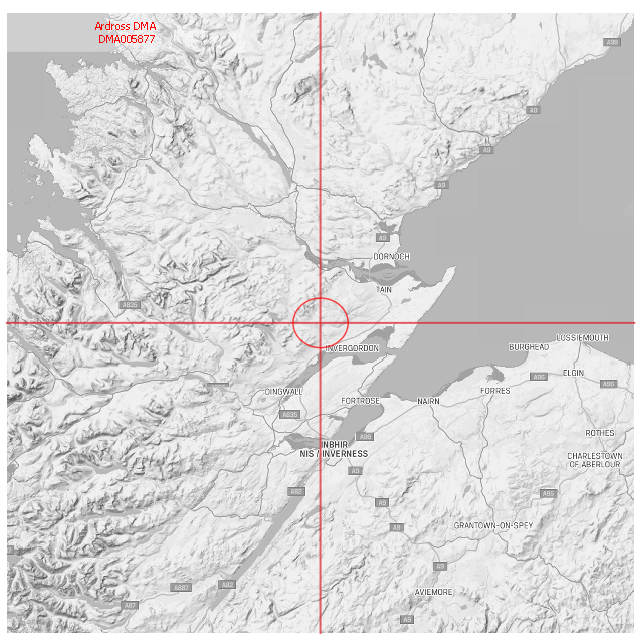 Ardross DMA
DMA005877
A99
A9
A9
A9
A9
DORNOCH
TAIN
A835
LOSSIEMOUTH
BURGHEAD
INVERGORDON
ELGIN
A96
A96
DINGWALL
FORRES
FORTROSE
NAIRN
A835
ROTHES
A96
INBHIR
NIS / INVERNESS
CHARLESTOWN
OF ABERLOUR
A9
A82
A95
A9
A9
GRANTOWN-ON-SPEY
A9
A887
A82
AVIEMORE
A87
A9